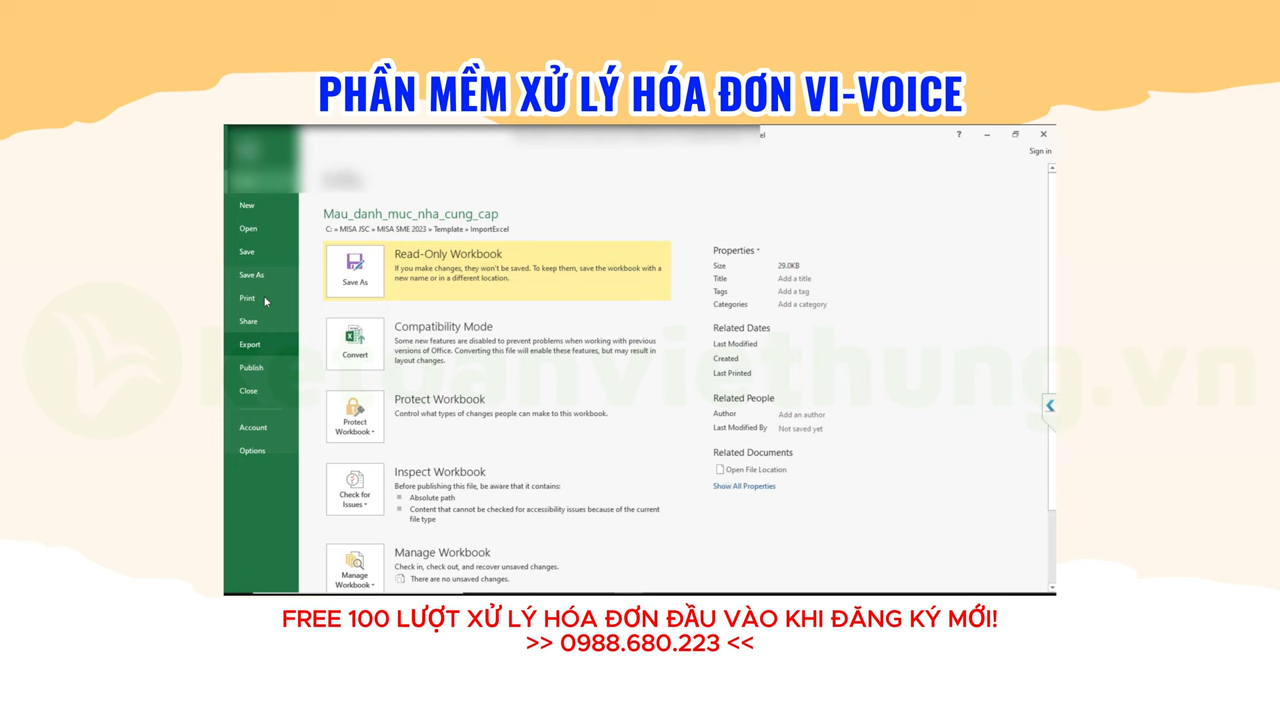 PHẦN MỀM XỬ LÝ HÓA ĐƠN VI-VOICE
el
Sign in
New
Open
Save
Save As
Print
Share
Export
Publish
Close
Account
Options
Mau_danh_muc_nha_cung_cap
C: » MISA JSC » MISA SME 2023 » Template » ImportExcel
Save As
Read-Only Workbook
If you make changes, they won't be saved. To keep them, save the workbook with a
new name or in a different location.
Convert
Compatibility Mode
Some new features are disabled to prevent problems when working with previous
versions of Office. Converting this file will enable these features, but may result in
layout changes.
Protect
Workbook
Protect Workbook
Control what types of changes people can make to this workbook.
Check for
Issues
Inspect Workbook
Before publishing this file, be aware that it contains:
Absolute path
Content that cannot be checked for accessibility issues because of the current
file type
Manage
Workbook
Manage Workbook
Check in, check out, and recover unsaved changes.
There are no unsaved changes.
Properties
Size 29.0KB
Title Add a title
Tags Add a tag
Categories Add a category
Related Dates
Last Modified
Created
Last Printed
Related People
Author Add an author
Last Modified By Not saved yet
Related Documents
Open File Location
Show All Properties
ketoanviethung.vn
FREE 100 LƯỢT XỬ LÝ HÓA ĐƠN ĐẦU VÀO KHI ĐĂNG KÝ MỚI!
>> 0988.680.223 <<